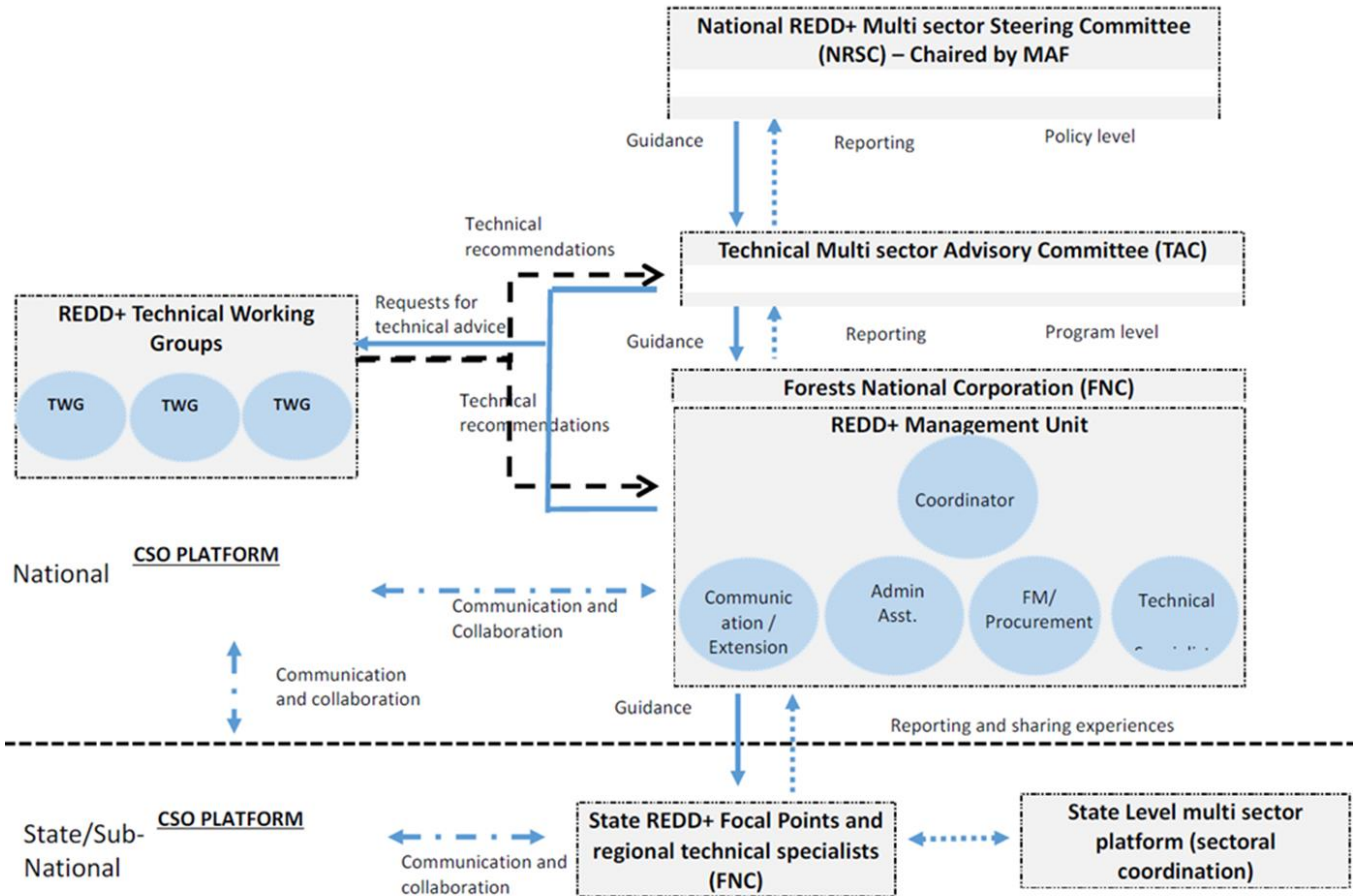 National REDD+ Multi sector Steering Committee
(NRSC) – Chaired by MAF
Guidance
Reporting
Policy level
Technical
recommendations
Technical Multi sector Advisory Committee (TAC)
REDD+ Technical Working
Groups
Requests for
technical advice
Guidance
Reporting
Program level
TWG
TWG
TWG
Technical
recommendations
Forests National Corporation (FNC)
REDD+ Management Unit
Coordinator
National
CSO PLATFORM
Communication and
Collaboration
Communic
ation /
Extension
Admin
Asst.
FM/
Procurement
Technical
Communication
and collaboration
Guidance
Reporting and sharing experiences
State/Sub-
National
CSO PLATFORM
Communication and
collaboration
State REDD+ Focal Points and
regional technical specialists
(FNC)
State Level multi sector
platform (sectoral
coordination)